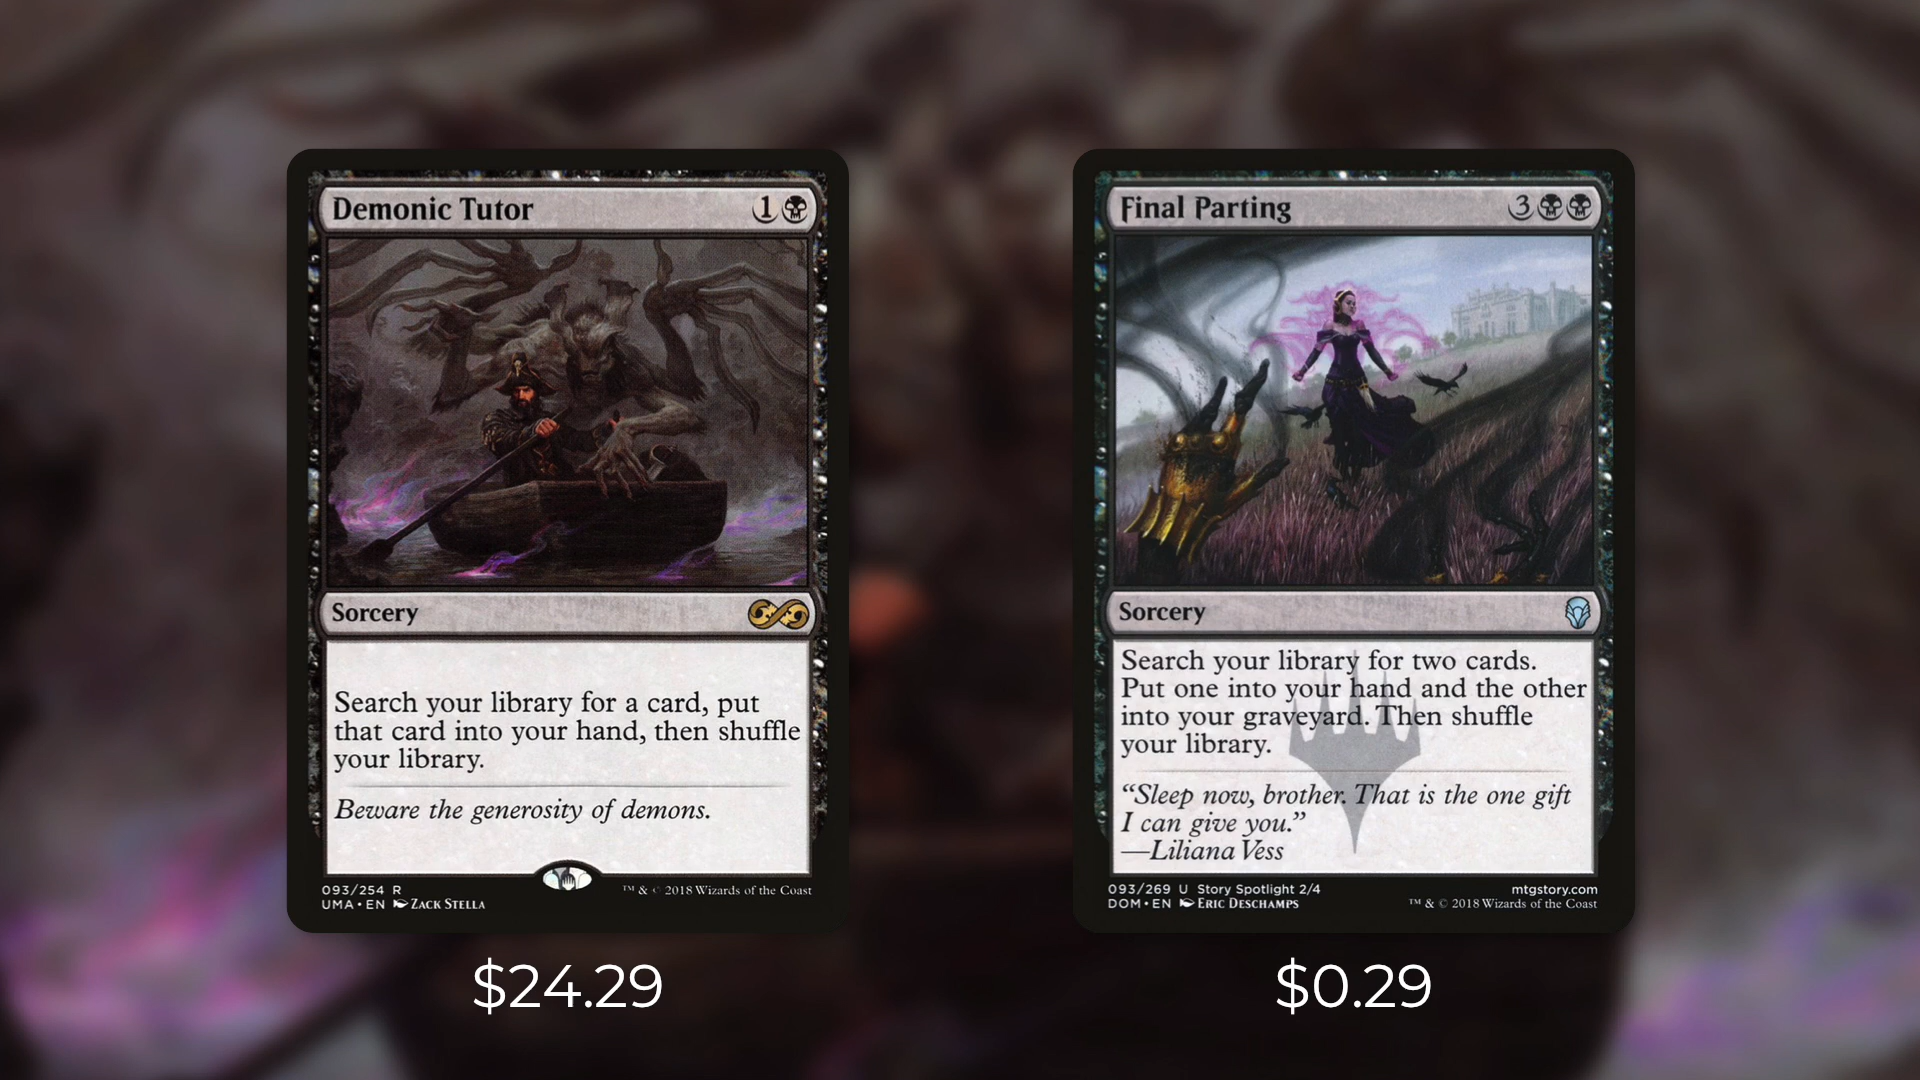 Demonic Tutor 1
Sorcery
Search your library for a card, put
that card into your hand, then shuffle
your library.
Beware the generosity of demons.
093/254 R
UMA • EN ZACK STELLA
™ & © 2018 Wizards of the Coast
$24.29
Final Parting 3
Sorcery
Search your library for two cards.
Put one into your hand and the other
into your graveyard. Then shuffle
your library.
“Sleep now, brother. That is the one gift
I can give you.”
—Liliana Vess
093/269 U Story Spotlight 2/4
DOM • EN ERIC DESCHAMPS
mtgstory.com
™ & © 2018 Wizards of the Coast
$0.29